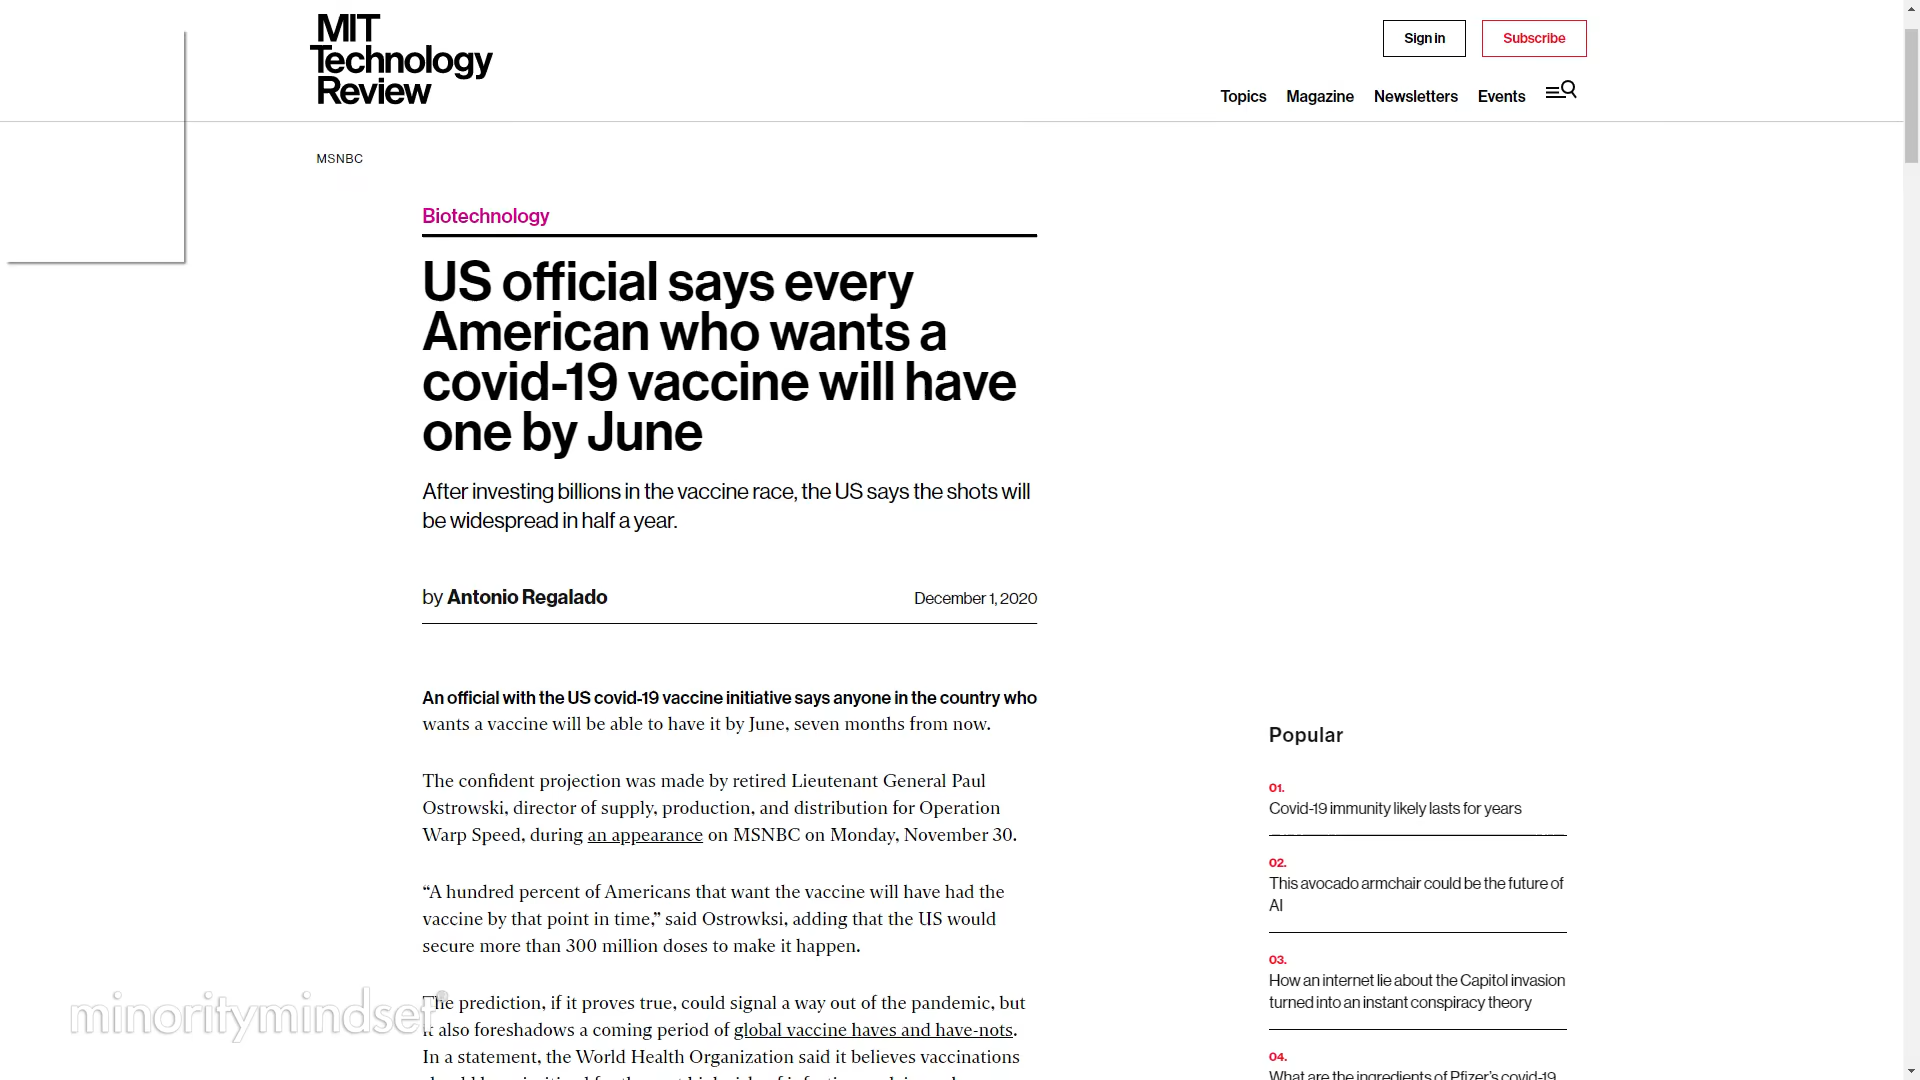 MIT
Technology
Review
Sign in
Subscribe
Topics
Magazine
Newsletters
Events
MSNBC
Biotechnology
US official says every
American who wants a
covid-19 vaccine will have
one by June
After investing billions in the vaccine race, the US says the shots will
be widespread in half a year.
by Antonio Regalado
December 1, 2020
An official with the US covid-19 vaccine initiative says anyone in the country who
wants a vaccine will be able to have it by June, seven months from now.
The confident projection was made by retired Lieutenant General Paul
Ostrowski, director of supply, production, and distribution for Operation
Warp Speed, during an appearance on MSNBC on Monday, November 30.
“A hundred percent of Americans that want the vaccine will have had the
vaccine by that point in time,” said Ostrowksi, adding that the US would
secure more than 300 million doses to make it happen.
The prediction, if it proves true, could signal a way out of the pandemic, but
it also foreshadows a coming period of global vaccine haves and have-nots.
In a statement, the World Health Organization said it believes vaccinations
Popular
01.
Covid-19 immunity likely lasts for years
02.
This avocado armchair could be the future of
AI
03.
How an internet lie about the Capitol invasion
turned into an instant conspiracy theory
04.
What are the ingredients of Pfizer’s covid-19
minoritymindset